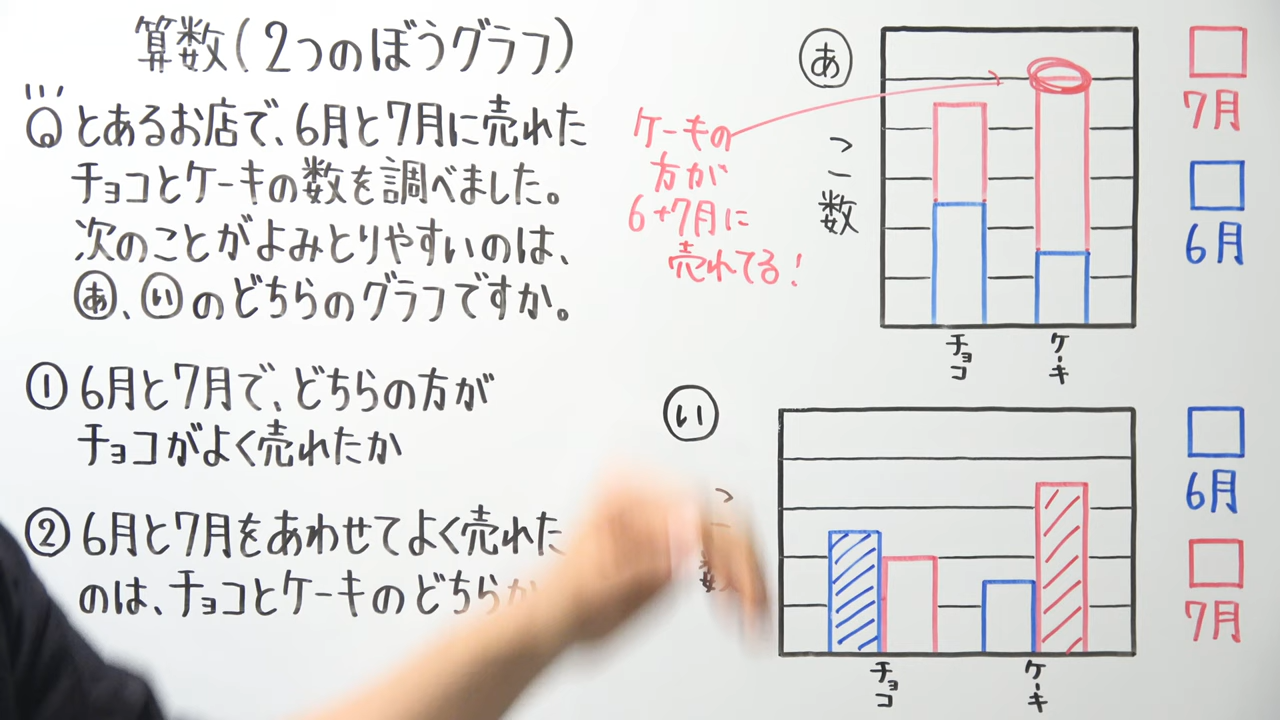 算数(2つのぼうグラフ)
Q とあるお店で、6月と7月に売れた
チョコとケーキの数を調べました。
次のことがよみとりやすいのは、
あ、いのどちらのグラフですか。
① 6月と7月で、どちらの方が
チョコがよく売れたか
② 6月と7月をあわせてよく売れた
のは、チョコとケーキのどちらか
ケーキの
方が
6+7月に
売れてる!
あ
つ
ー
数
チョコ
ケーキ
7月
6月
い
つ
ー
数
チョコ
ケーキ
6月
7月